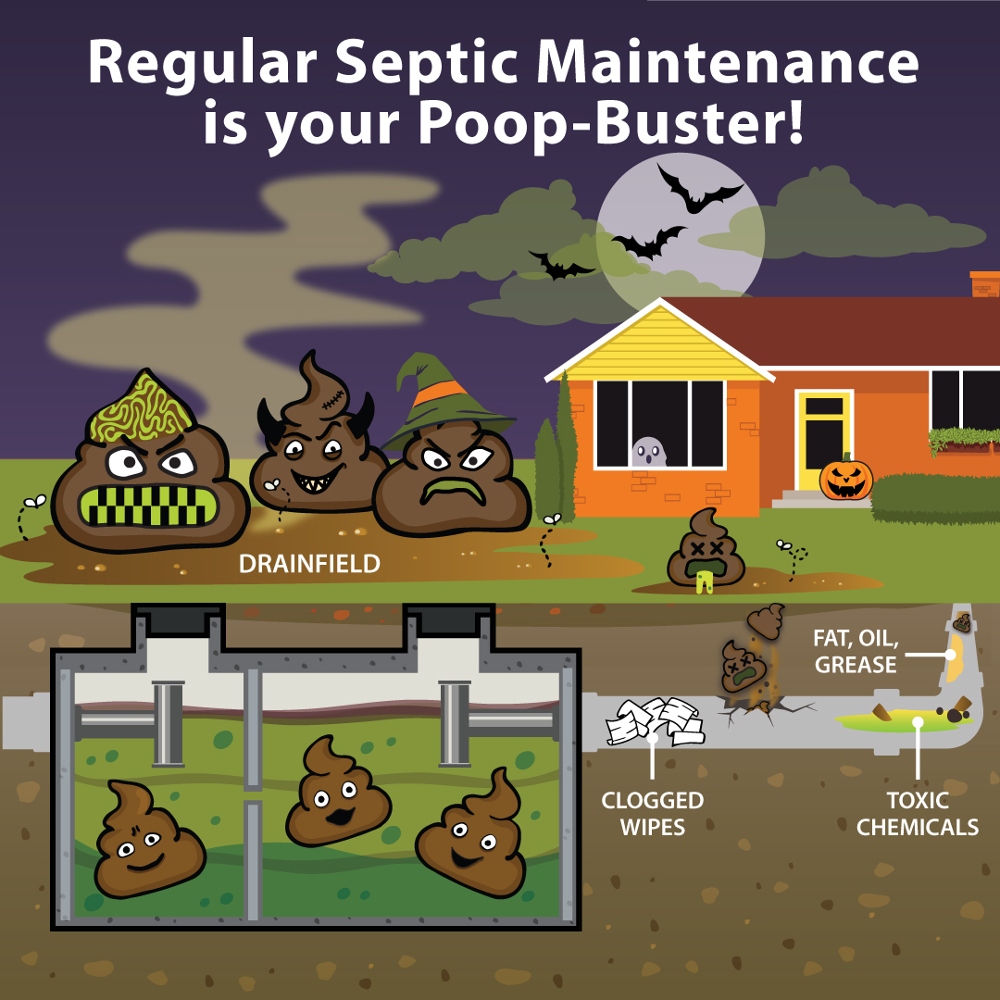 Regular Septic Maintenance
is your Poop-Buster!
DRAINFIELD
FAT, OIL,
GREASE
CLOGGED
WIPES
TOXIC
CHEMICALS